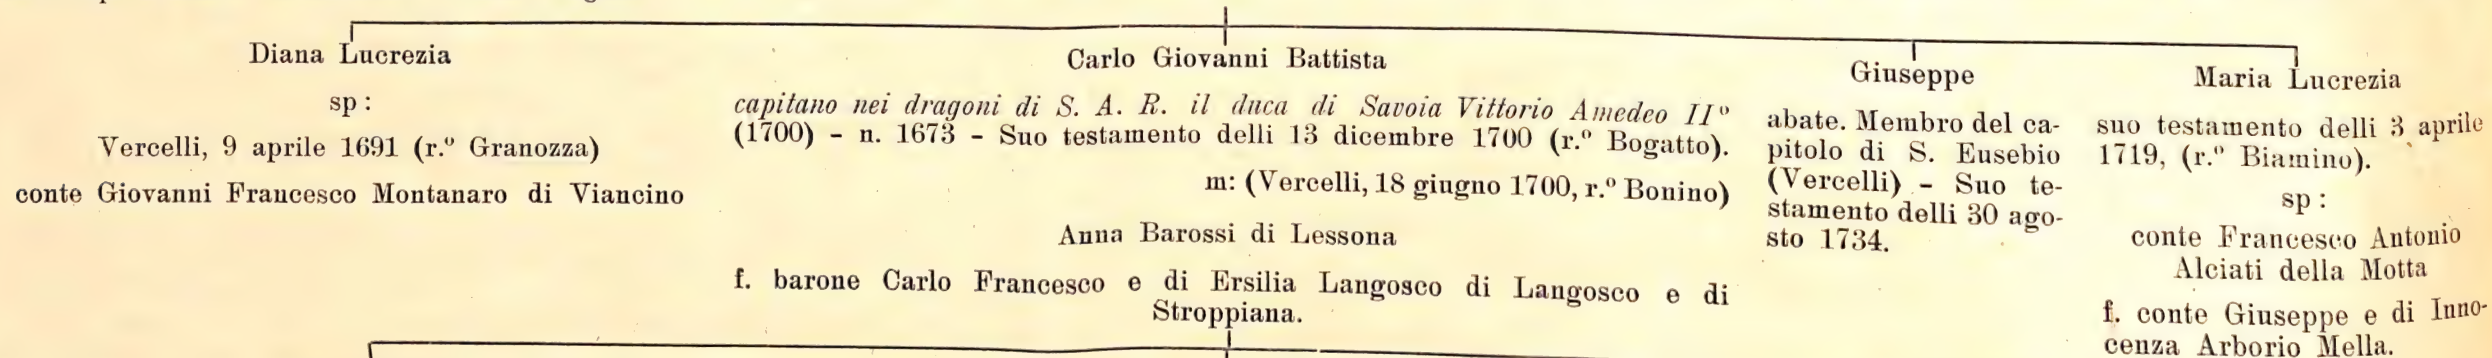 Diana Lucrezia
sp:
Vercelli, 9 aprile 1691 (r.º Granozza)
conte Giovanni Francesco Montanaro di Viancino
Carlo Giovanni Battista
capitano nei dragoni di S. A. R. il duca di Savoia Vittorio Amedeo IIº
(1700) - n. 1673 - Suo testamento delli 13 dicembre 1700 (r.º Bogatto).
m: (Vercelli, 18 giugno 1700, r.º Bonino)
Anna Barossi di Lessona
f. barone Carlo Francesco e di Ersilia Langosco di Langosco e di
Stroppiana.
Giuseppe
abate. Membro del ca-
pitolo di S. Eusebio
(Vercelli) - Suo te-
stamento delli 30 ago-
sto 1734.
Maria Lucrezia
suo testamento delli 3 aprile
1719, (r.º Biamino).
sp:
conte Francesco Antonio
Alciati della Motta
f. conte Giuseppe e di Inno-
cenza Arborio Mella.